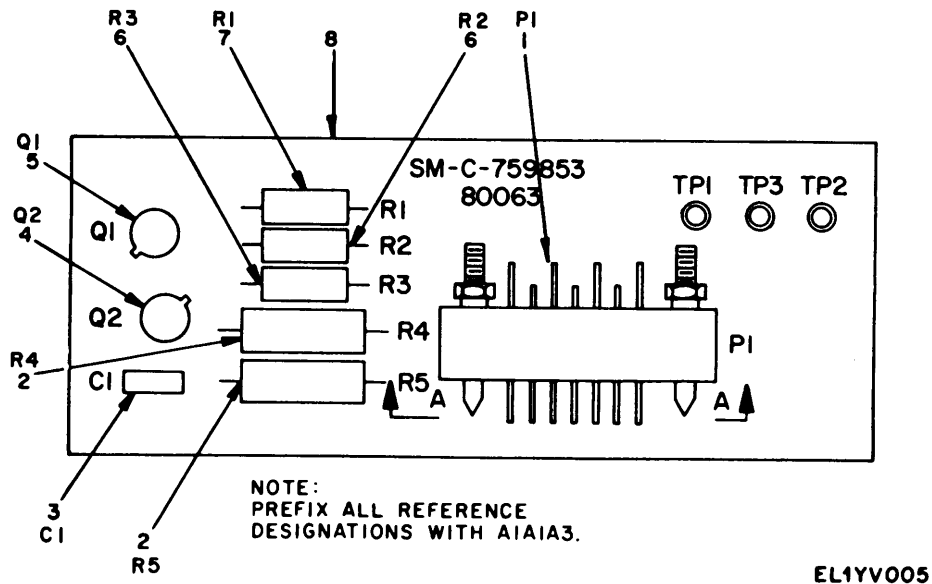 R3
6
R1
7
8
R2
6
P1
1
Q1
5
Q2
4
R4
2
SM-C-759853
80063
TP1 TP3 TP2
Q1
R1
R2
R3
Q2
R4
P1
C1
R5
A
A
3
C1
2
R5
NOTE:
PREFIX ALL REFERENCE
DESIGNATIONS WITH A1A1A3.
EL1YV005